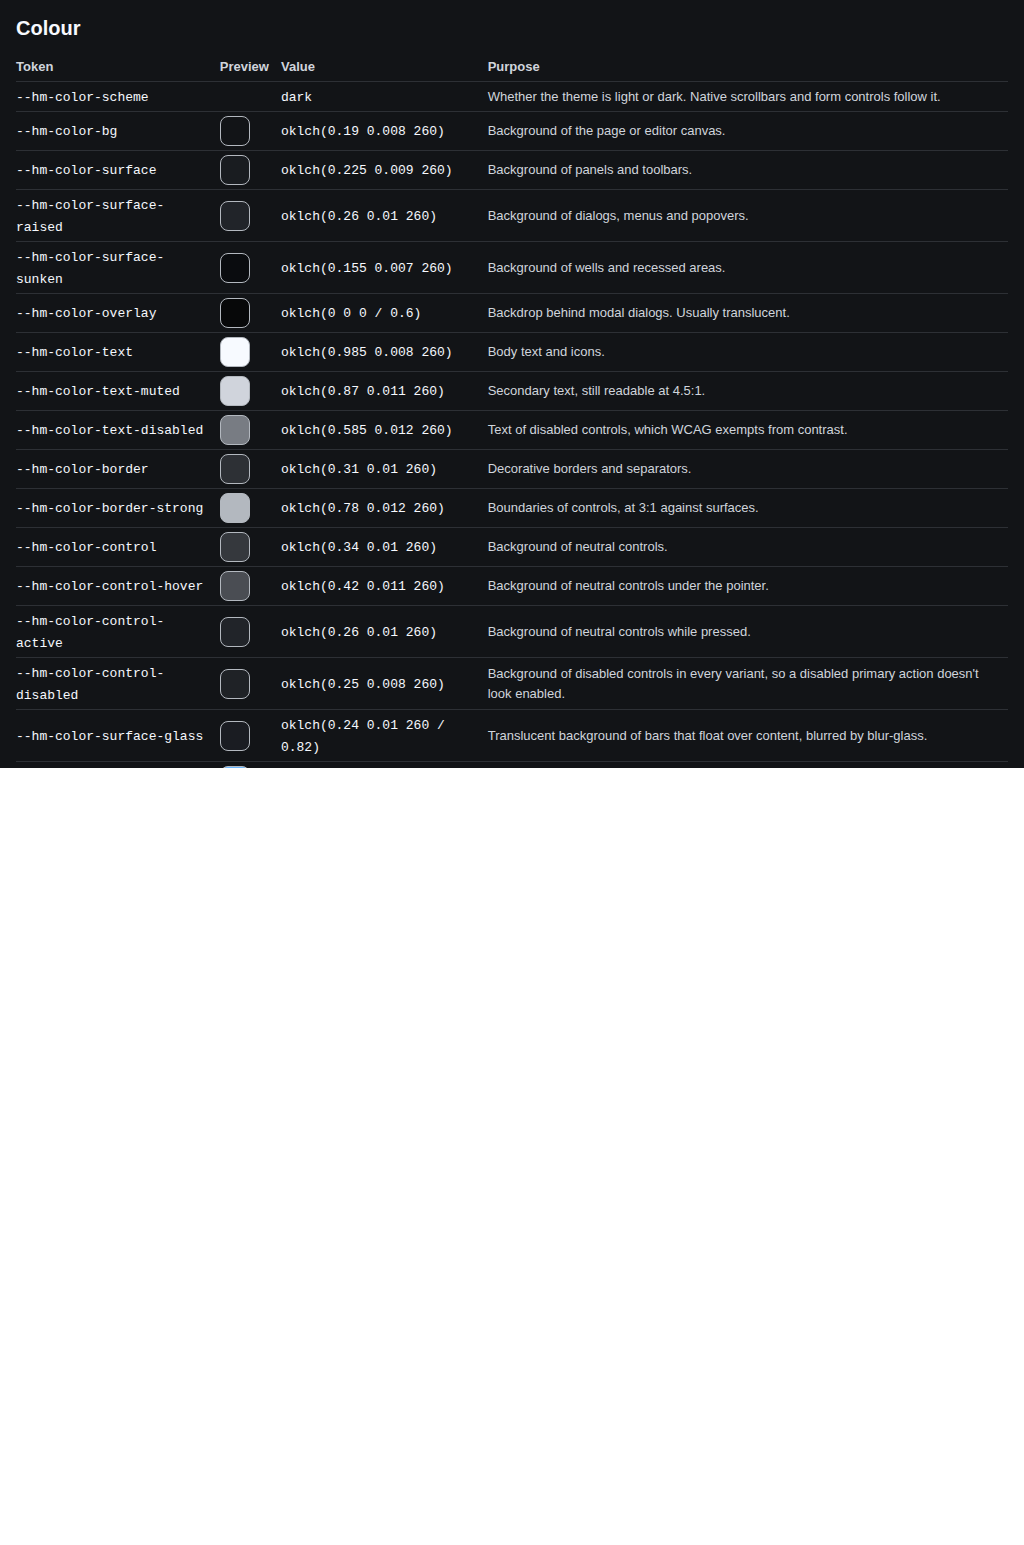 Colour
Token Preview Value Purpose
--hm-color-scheme dark Whether the theme is light or dark. Native scrollbars and form controls follow it.
--hm-color-bg oklch(0.19 0.008 260) Background of the page or editor canvas.
--hm-color-surface oklch(0.225 0.009 260) Background of panels and toolbars.
--hm-color-surface-
raised oklch(0.26 0.01 260) Background of dialogs, menus and popovers.
--hm-color-surface-
sunken oklch(0.155 0.007 260) Background of wells and recessed areas.
--hm-color-overlay oklch(0 0 0 / 0.6) Backdrop behind modal dialogs. Usually translucent.
--hm-color-text oklch(0.985 0.008 260) Body text and icons.
--hm-color-text-muted oklch(0.87 0.011 260) Secondary text, still readable at 4.5:1.
--hm-color-text-disabled oklch(0.585 0.012 260) Text of disabled controls, which WCAG exempts from contrast.
--hm-color-border oklch(0.31 0.01 260) Decorative borders and separators.
--hm-color-border-strong oklch(0.78 0.012 260) Boundaries of controls, at 3:1 against surfaces.
--hm-color-control oklch(0.34 0.01 260) Background of neutral controls.
--hm-color-control-hover oklch(0.42 0.011 260) Background of neutral controls under the pointer.
--hm-color-control-
active oklch(0.26 0.01 260) Background of neutral controls while pressed.
--hm-color-control-
disabled oklch(0.25 0.008 260) Background of disabled controls in every variant, so a disabled primary action doesn't
look enabled.
--hm-color-surface-glass oklch(0.24 0.01 260 /
0.82) Translucent background of bars that float over content, blurred by blur-glass.